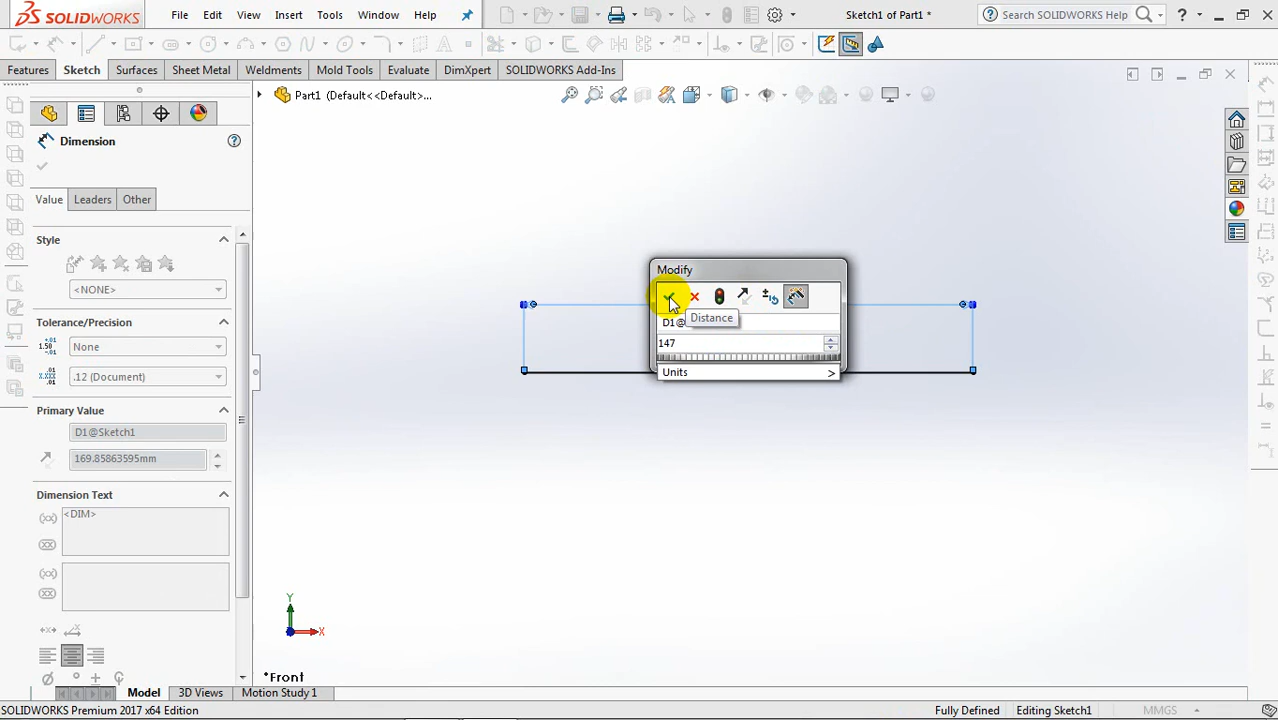 SOLIDWORKS File Edit View Insert Tools Window Help Sketch1 of Part1 * Search SOLIDWORKS Help ?
Features Sketch Surfaces Sheet Metal Weldments Mold Tools Evaluate DimXpert SOLIDWORKS Add-Ins
Part1 (Default<<Default>...
Dimension ?
Value Leaders Other
Style
<NONE>
Tolerance/Precision
None
.12 (Document)
Primary Value
D1@Sketch1
169.85863595mm
Dimension Text
<DIM>
Modify
Distance
D1@
147
Units >
Y
X
*Front
Model 3D Views Motion Study 1
SOLIDWORKS Premium 2017 x64 Edition Fully Defined Editing Sketch1 MMGS